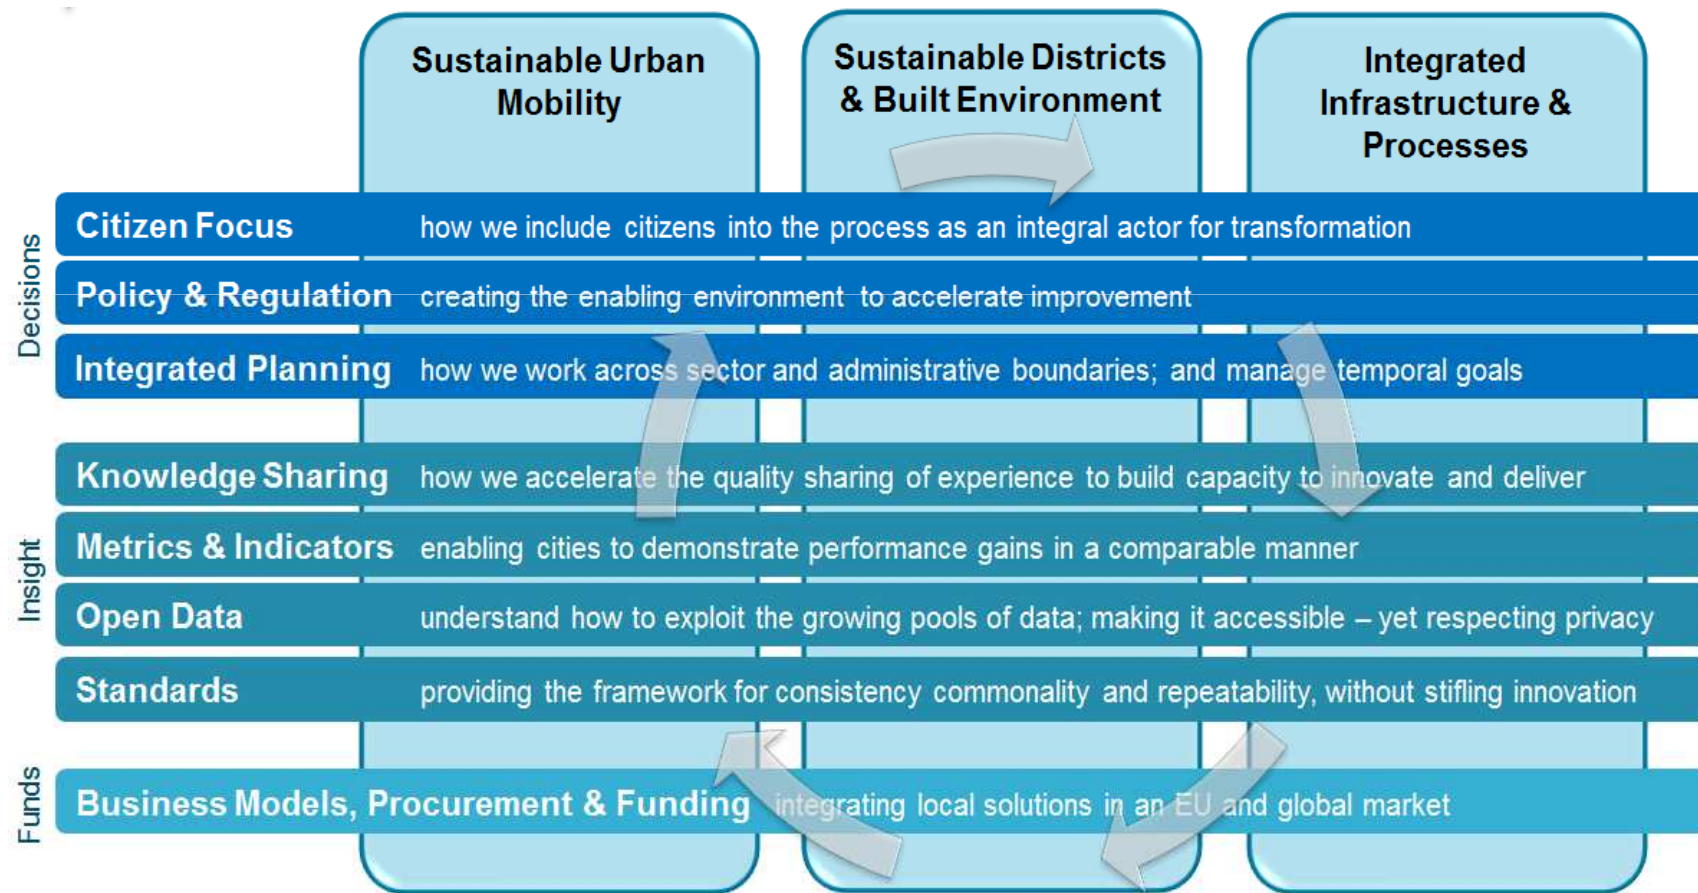 Sustainable Urban
Mobility
Sustainable Districts
& Built Environment
Integrated
Infrastructure &
Processes
Decisions
Citizen Focus how we include citizens into the process as an integral actor for transformation
Policy & Regulation creating the enabling environment to accelerate improvement
Integrated Planning how we work across sector and administrative boundaries; and manage temporal goals
Insight
Knowledge Sharing how we accelerate the quality sharing of experience to build capacity to innovate and deliver
Metrics & Indicators enabling cities to demonstrate performance gains in a comparable manner
Open Data understand how to exploit the growing pools of data; making it accessible – yet respecting privacy
Standards providing the framework for consistency commonality and repeatability, without stifling innovation
Funds
Business Models, Procurement & Funding integrating local solutions in an EU and global market